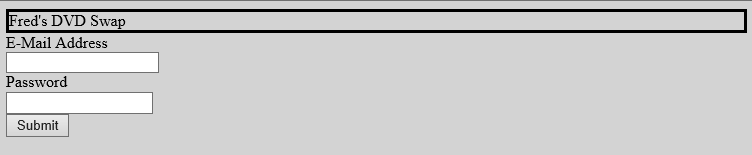 Fred's DVD Swap
E-Mail Address
Password
Submit